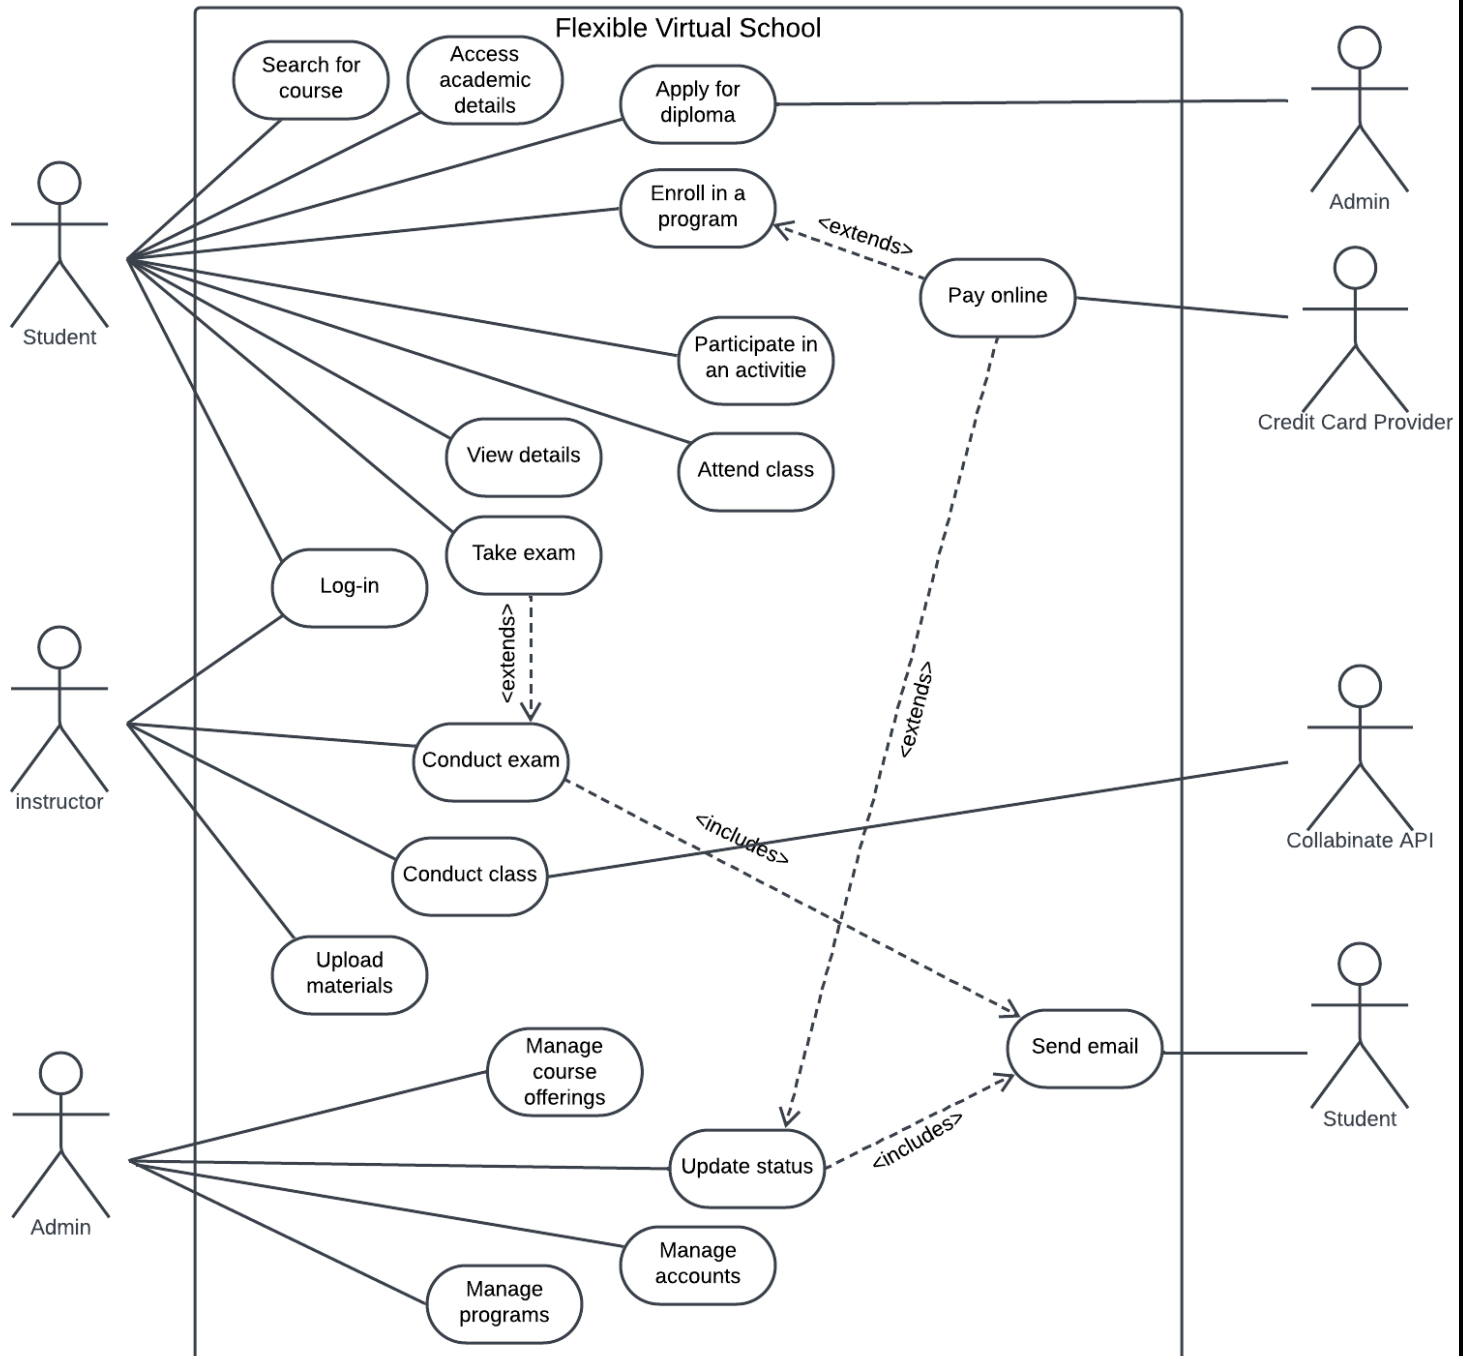 Flexible Virtual School
Search for
course
Access
academic
details
Apply for
diploma
Admin
Student
Enroll in a
program
<extends>
Pay online
Credit Card Provider
Participate in
an activitie
View details
Attend class
Take exam
Log-in
<extends>
<extends>
instructor
Conduct exam
<includes>
Conduct class
Collabinate API
Upload
materials
Send email
Student
Manage
course
offerings
<includes>
Update status
Admin
Manage
accounts
Manage
programs